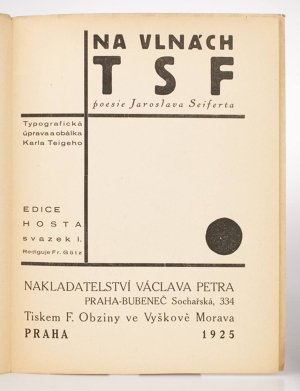 NA VLNÁCH
TSF
poesie Jaroslava Seiferta
Typografická
úprava a obálka
Karla Teigeho
EDICE
HOSTA
svazek I.
Rediguje Fr. Götz
NAKLADATELSTVÍ VÁCLAVA PETRA
PRAHA-BUBENEČ Sochařská, 334
Tiskem F. Obziny ve Vyškově Morava
PRAHA 1925